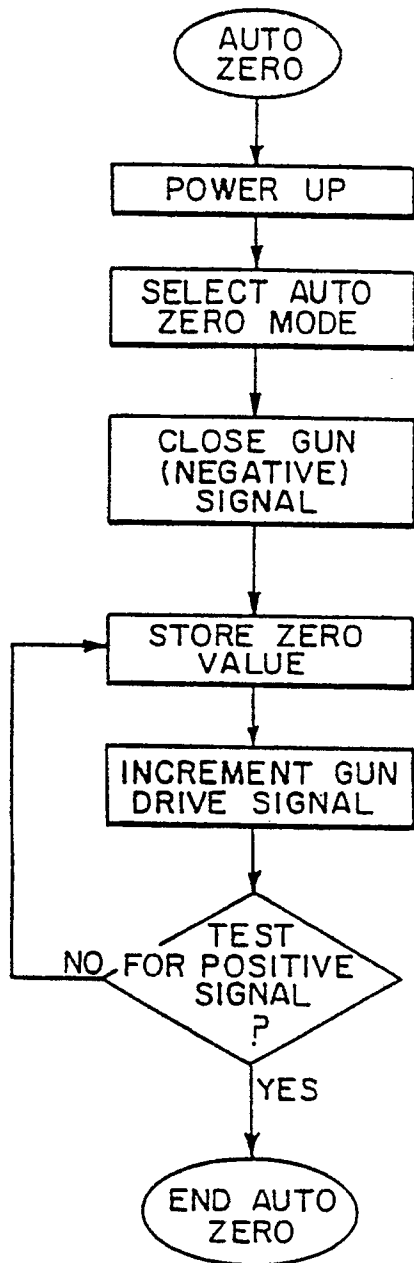 AUTO
ZERO
POWER UP
SELECT AUTO
ZERO MODE
CLOSE GUN
(NEGATIVE)
SIGNAL
STORE ZERO
VALUE
INCREMENT GUN
DRIVE SIGNAL
TEST
NO FOR POSITIVE
SIGNAL
?
YES
END AUTO
ZERO